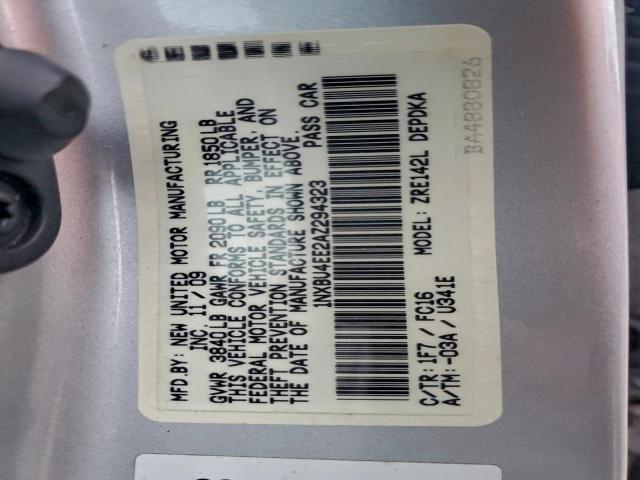 MFD.BY: NEW UNITED MOTOR MANUFACTURING
INC. 11/09
GVWR 3840LB GAWR FR 2090LB RR 1850LB
THIS VEHICLE CONFORMS TO ALL APPLICABLE
FEDERAL MOTOR VEHICLE SAFETY, BUMPER, AND
THEFT PREVENTION STANDARDS IN EFFECT ON
THE DATE OF MANUFACTURE SHOWN ABOVE.
1NXBU4EE2AZ294323 PASS CAR
C/TR: 1F7 / FC16 MODEL: ZRE142L DEPDKA
A/TM: -03A / U341E
BA4880826